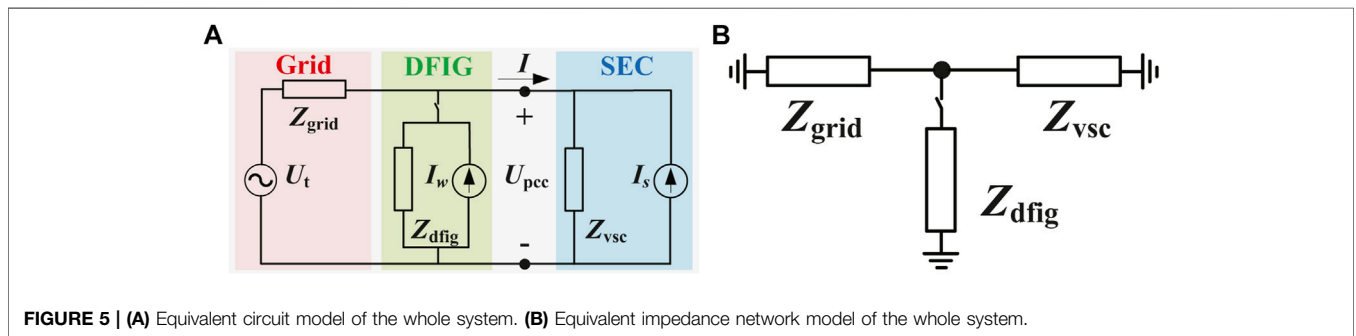 A
Grid
DFIG
I
SEC
Z_grid
U_t
I_w
Z_dfig
+
U_pcc
-
Z_vsc
I_s
B
Z_grid
Z_vsc
Z_dfig
FIGURE 5 | (A) Equivalent circuit model of the whole system. (B) Equivalent impedance network model of the whole system.